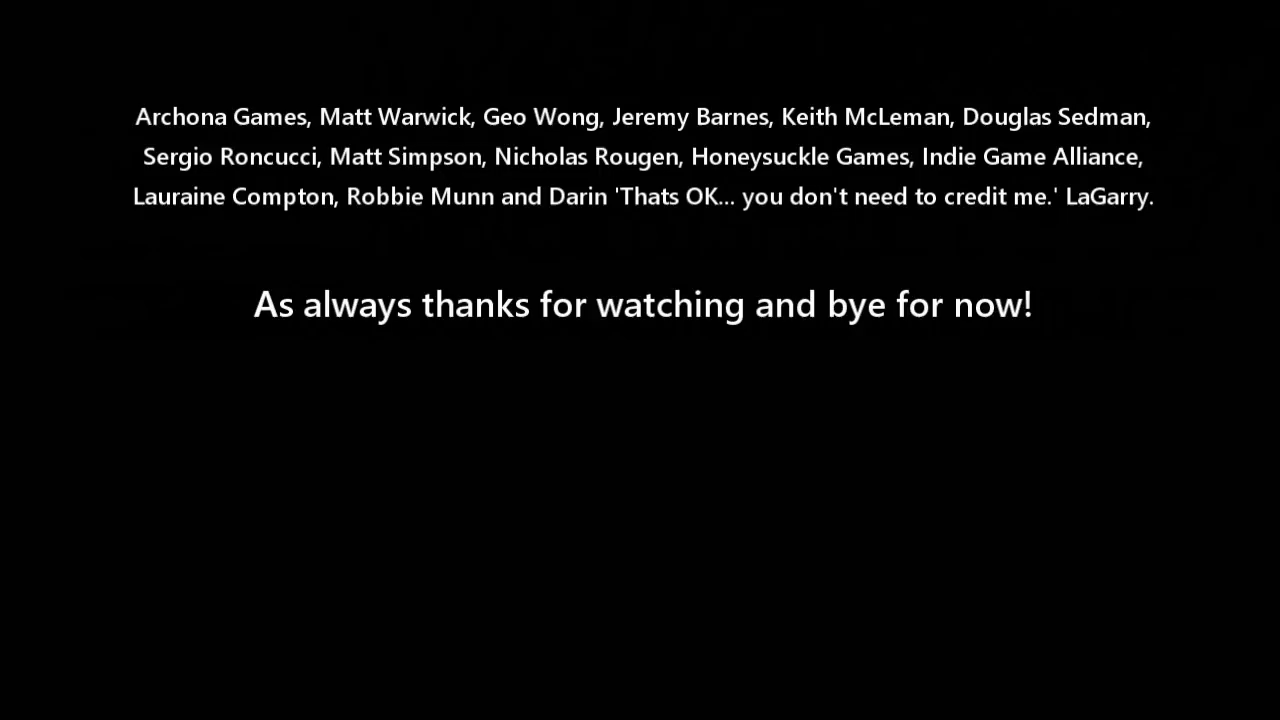 Archona Games, Matt Warwick, Geo Wong, Jeremy Barnes, Keith McLeman, Douglas Sedman,
Sergio Roncucci, Matt Simpson, Nicholas Rougen, Honeysuckle Games, Indie Game Alliance,
Lauraine Compton, Robbie Munn and Darin 'Thats OK... you don't need to credit me.' LaGarry.
As always thanks for watching and bye for now!